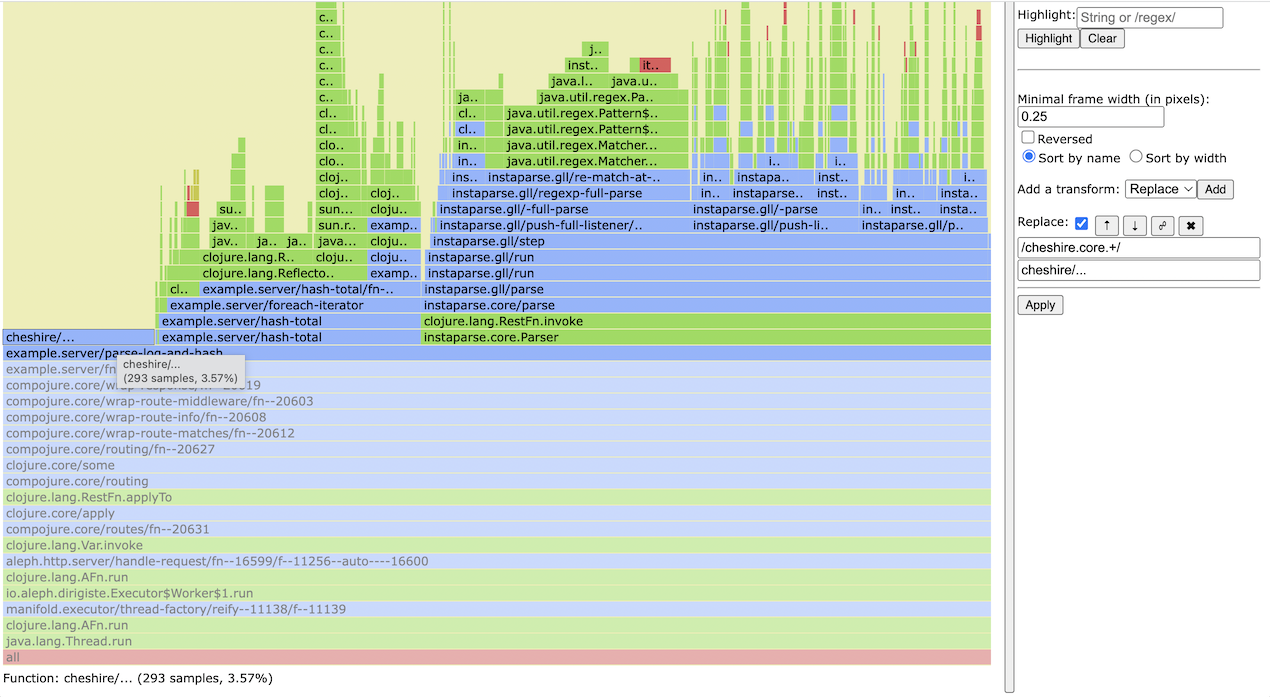 c..
c..
c..
j..
c..
inst..
it..
c..
java.l..
java.u..
c..
ja..
java.util.regex.Pa..
cl..
cl..
java.util.regex.Pattern$..
cl..
cl..
java.util.regex.Pattern$..
clo..
in..
java.util.regex.Matcher...
clo..
in..
java.util.regex.Matcher...
i..
i..
cloj..
ins..
instaparse.gll/re-match-at-..
in..
instapa..
inst..
i..
cloj..
cloj..
instaparse.gll/regexp-full-parse
in..
instaparse..
inst..
in..
insta..
su..
sun...
cloju..
instaparse.gll/-full-parse
instaparse.gll/-parse
in..
inst..
insta..
jav..
sun.r..
examp..
instaparse.gll/push-full-listener/..
instaparse.gll/push-li..
instaparse.gll/p..
jav..
ja..
ja..
java...
cloju..
instaparse.gll/step
clojure.lang.R..
cloju..
cloju..
instaparse.gll/run
clojure.lang.Reflecto..
examp..
instaparse.gll/run
cl..
example.server/hash-total/fn-..
instaparse.gll/parse
example.server/foreach-iterator
instaparse.core/parse
example.server/hash-total
clojure.lang.RestFn.invoke
cheshire/...
example.server/hash-total
instaparse.core.Parser
example.server/parse-log-and-hash
example.server/fn
cheshire/...
(293 samples, 3.57%)
compojure.core/wrap-response/fn--20619
compojure.core/wrap-route-middleware/fn--20603
compojure.core/wrap-route-info/fn--20608
compojure.core/wrap-route-matches/fn--20612
compojure.core/routing/fn--20627
clojure.core/some
compojure.core/routing
clojure.lang.RestFn.applyTo
clojure.core/apply
compojure.core/routes/fn--20631
clojure.lang.Var.invoke
aleph.http.server/handle-request/fn--16599/f--11256--auto----16600
clojure.lang.AFn.run
io.aleph.dirigiste.Executor$Worker$1.run
manifold.executor/thread-factory/reify--11138/f--11139
clojure.lang.AFn.run
java.lang.Thread.run
all
Function: cheshire/... (293 samples, 3.57%)
Highlight: String or /regex/
Highlight Clear
Minimal frame width (in pixels):
0.25
Reversed
Sort by name Sort by width
Add a transform: Replace Add
Replace: ↑ ↓ ✖
/cheshire.core.+/
cheshire/...
Apply